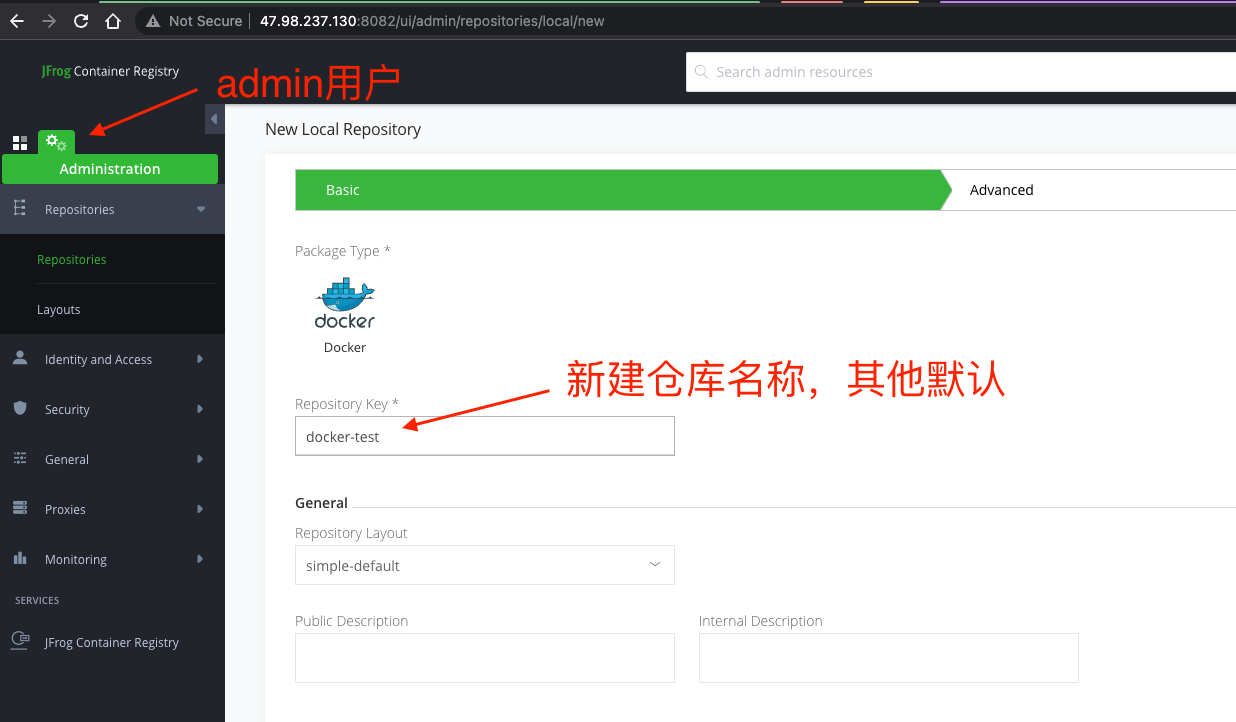 Not Secure 47.98.237.130:8082/ui/admin/repositories/local/new
JFrog Container Registry
admin用户
Search admin resources
New Local Repository
Administration
Basic
Advanced
Repositories
Package Type *
Repositories
docker
Layouts
Docker
Identity and Access
新建仓库名称，其他默认
Repository Key *
Security
docker-test
General
General
Proxies
Repository Layout
simple-default
Monitoring
SERVICES
Public Description
Internal Description
JFrog Container Registry